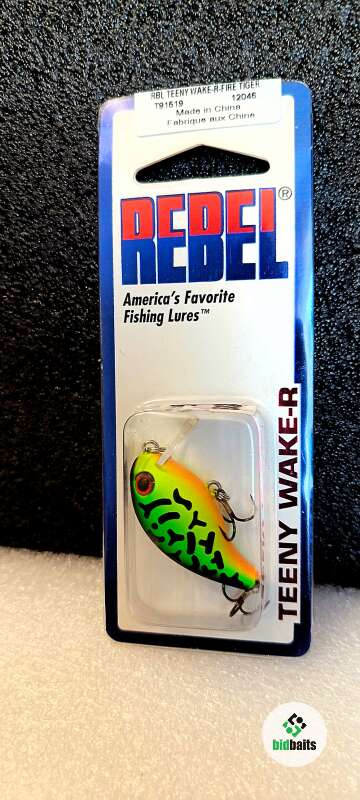 RBL TEENY WAKE-R-FIRE TIGER
T91519 12046
Made in China
Fabrique aux Chine
REBEL®
America's Favorite
Fishing Lures™
TEENY WAKE-R
bidbaits